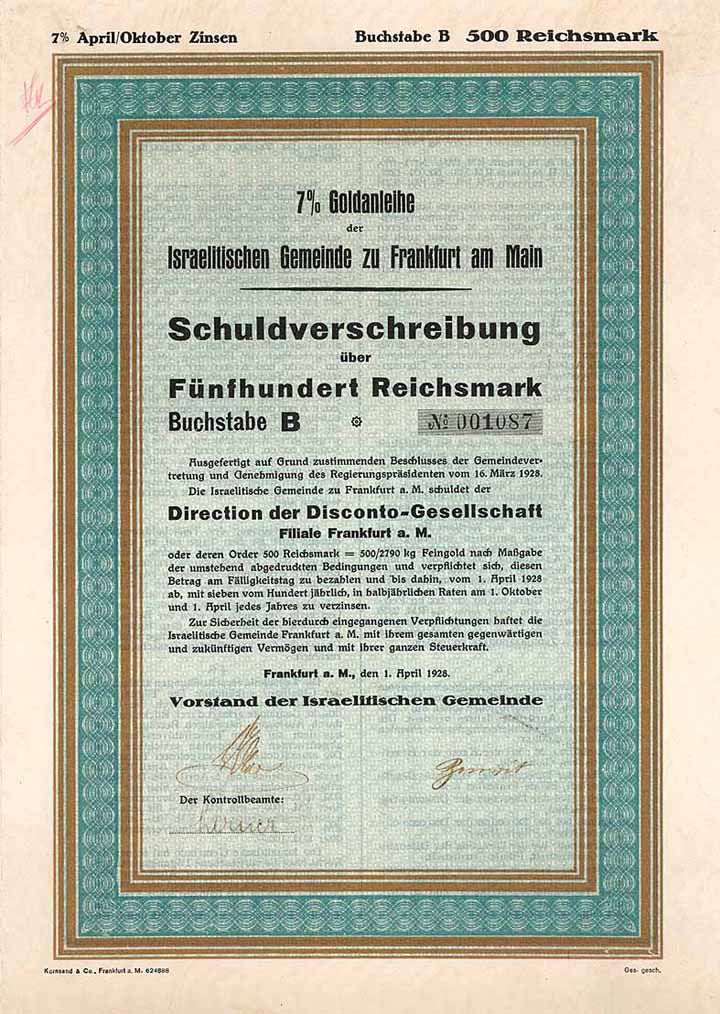 7% April/Oktober Zinsen Buchstabe B 500 Reichsmark
7% Goldanleihe
der
Israelitischen Gemeinde zu Frankfurt am Main
Schuldverschreibung
über
Fünfhundert Reichsmark
Buchstabe B № 001087
Ausgefertigt auf Grund zustimmenden Beschlusses der Gemeindever-
tretung und Genehmigung des Regierungspräsidenten vom 16. März 1928.
Die Israelitische Gemeinde zu Frankfurt a. M. schuldet der
Direction der Disconto-Gesellschaft
Filiale Frankfurt a. M.
oder deren Order 500 Reichsmark = 500/2790 kg Feingold nach Maßgabe
der umstehend abgedruckten Bedingungen und verpflichtet sich, diesen
Betrag am Fälligkeitstag zu bezahlen und bis dahin, vom 1. April 1928
ab, mit sieben vom Hundert jährlich, in halbjährlichen Raten am 1. Oktober
und 1. April jedes Jahres zu verzinsen.
Zur Sicherheit der hierdurch eingegangenen Verpflichtungen haftet die
Israelitische Gemeinde Frankfurt a. M. mit ihrem gesamten gegenwärtigen
und zukünftigen Vermögen und mit ihrer ganzen Steuerkraft.
Frankfurt a. M., den 1. April 1928.
Vorstand der Israelitischen Gemeinde
Der Kontrollbeamte:
Kornsand & Co., Frankfurt a. M. 624888 Ges. gesch.